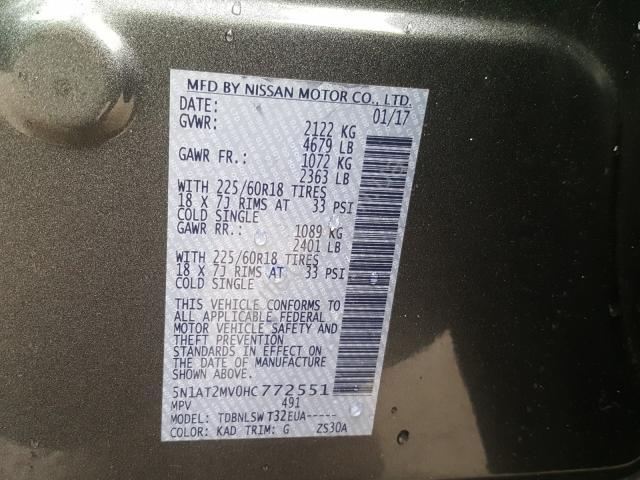 MFD BY NISSAN MOTOR CO., LTD.
DATE: 01/17
GVWR: 2122 KG
4679 LB
GAWR FR.: 1072 KG
2363 LB
WITH 225/60R18 TIRES
18 X 7J RIMS AT 33 PSI
COLD SINGLE
GAWR RR.: 1089 KG
2401 LB
WITH 225/60R18 TIRES
18 X 7J RIMS AT 33 PSI
COLD SINGLE
THIS VEHICLE CONFORMS TO
ALL APPLICABLE FEDERAL
MOTOR VEHICLE SAFETY AND
THEFT PREVENTION
STANDARDS IN EFFECT ON
THE DATE OF MANUFACTURE
SHOWN ABOVE.
5N1AT2MV0HC772551
MPV 491
MODEL: TDBNLSW T32EUA-----
COLOR: KAD TRIM: G ZS30A